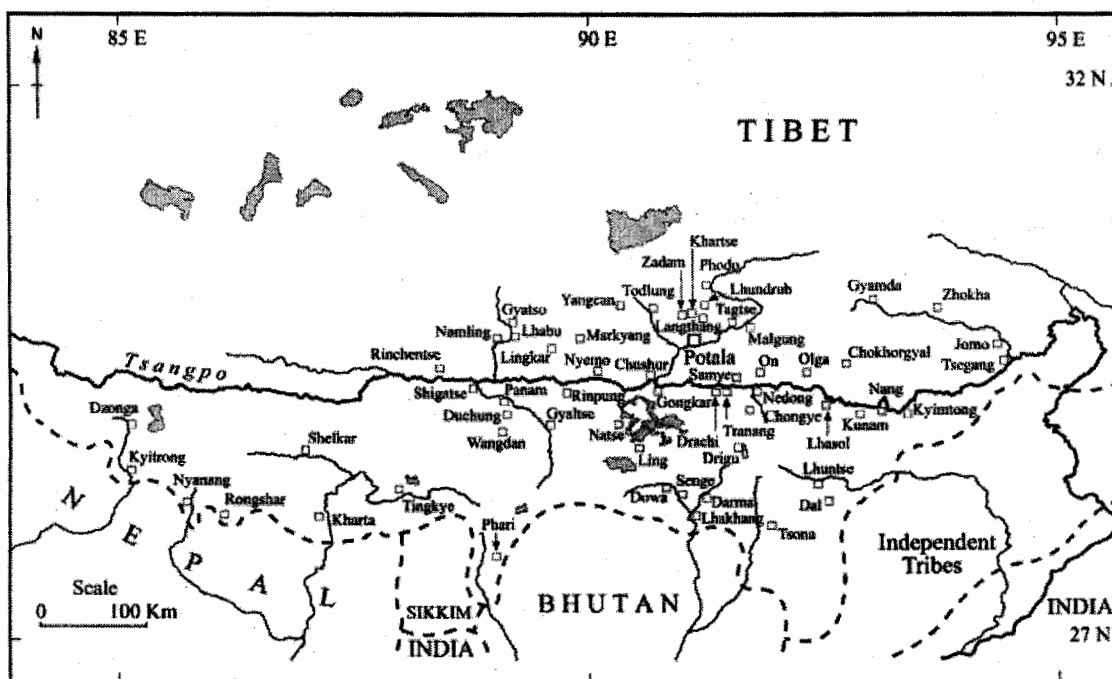 85 E
90 E
95 E
N
32 N
TIBET
Khartse
Zadam
Phodo
Todlung
Lhundrub
Yangean
Tagtse
Gyamda
Zhokha
Gyatso
Langthang
Namling
Lhabu
Markyang
Malgung
Jomo
Lingkar
Potala
Rinchentse
Nyemo
Chushur
Samye
On
Olga
Chokhorgyal
Tsegang
Tsangpo
Shigatse
Panam
Rinpung
Gongkar
Nedong
Nang
Dzonga
Duchung
Gyaltse
Chongye
Kunam
Kyimtong
Wangdan
Natse
Drachi
Tranang
Lhasol
Shelkar
Ling
Drigu
Kyitrong
Lhuntse
Nyanang
Senge
Rongshar
Tingkye
Dowa
Darma
Dal
Kharta
Lhakhang
Phari
Tsona
NEPAL
Independent
Tribes
Scale
0 100 Km
SIKKIM
BHUTAN
INDIA
INDIA
27 N